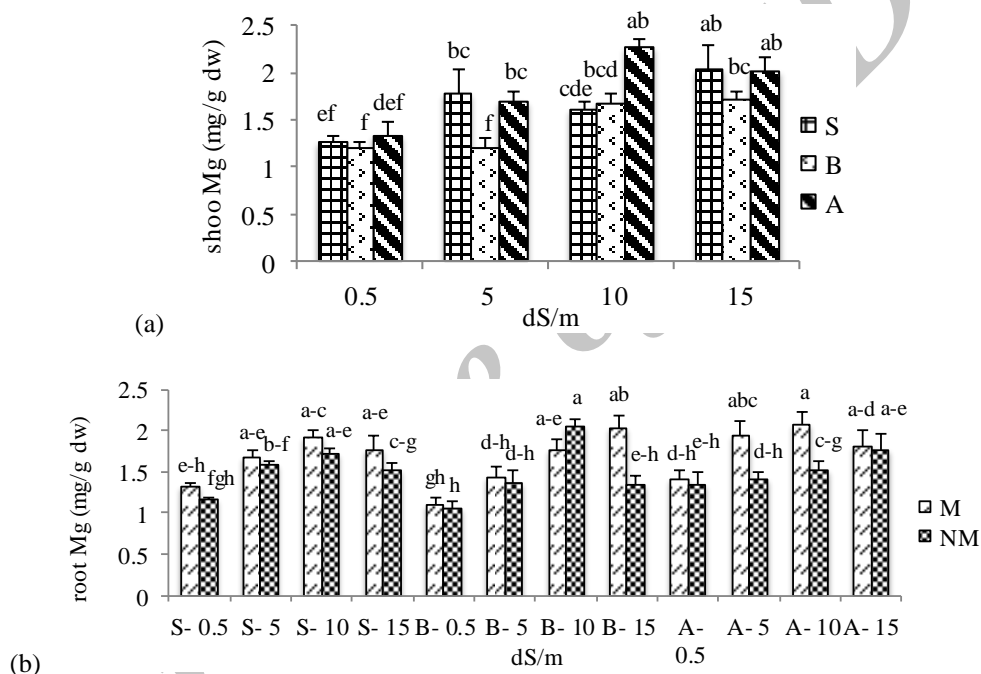 shoo Mg (mg/g dw)
2.5
2
1.5
1
0.5
0
ef f def
bc f bc
cde bcd ab
ab bc ab
0.5 5 10 15
dS/m
S
B
A
(a)
root Mg (mg/g dw)
2.5
2
1.5
1
0.5
0
e-h fgh a-e b-f a-c a-e a-e c-g gh h d-h d-h a-e a ab e-h d-h e-h abc d-h a c-g a-d a-e
S- 0.5 S- 5 S- 10 S- 15 B- 0.5 B- 5 B- 10 B- 15 A- 0.5 A- 5 A- 10 A- 15
dS/m
M
NM
(b)